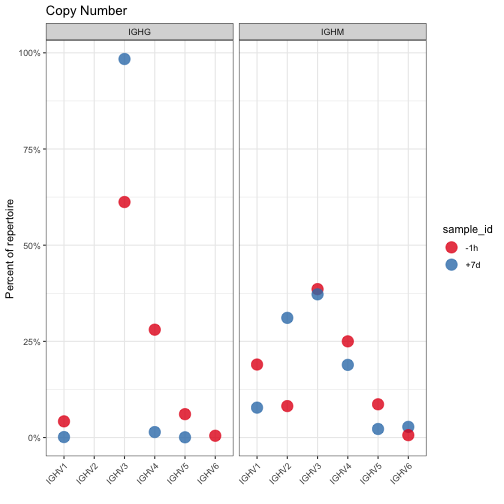 Copy Number
IGHG
IGHM
100%
75%
50%
25%
0%
Percent of repertoire
IGHV1
IGHV2
IGHV3
IGHV4
IGHV5
IGHV6
IGHV1
IGHV2
IGHV3
IGHV4
IGHV5
IGHV6
sample_id
-1h
+7d